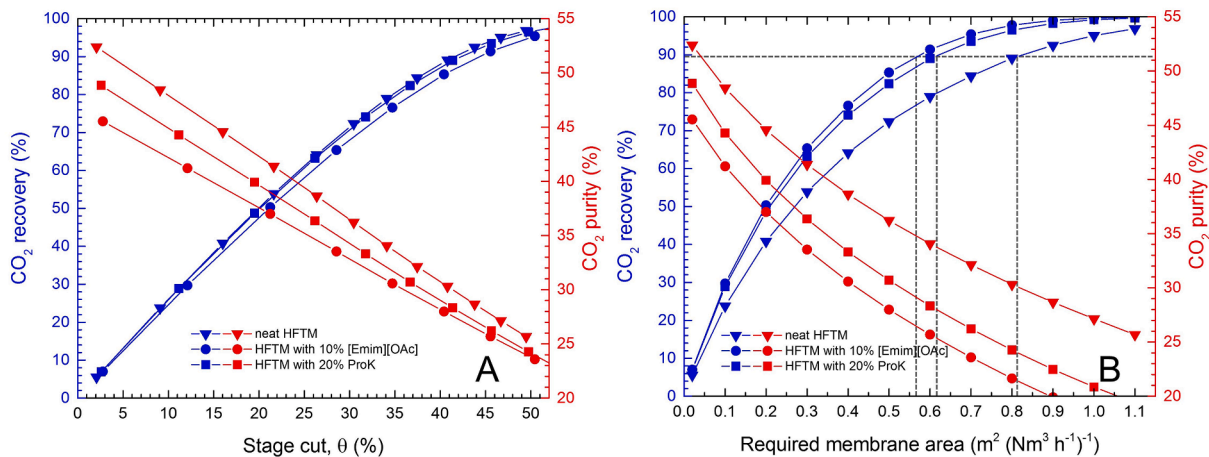 100
90
80
70
60
50
40
30
20
10
0
CO2 recovery (%)
0 5 10 15 20 25 30 35 40 45 50
Stage cut, θ (%)
55
50
45
40
35
30
25
20
CO2 purity (%)
neat HFTM
HFTM with 10% [Emim][OAc]
HFTM with 20% ProK
A
100
90
80
70
60
50
40
30
20
10
0
CO2 recovery (%)
0.0 0.1 0.2 0.3 0.4 0.5 0.6 0.7 0.8 0.9 1.0 1.1
Required membrane area (m2 (Nm3 h-1)-1)
55
50
45
40
35
30
25
20
CO2 purity (%)
neat HFTM
HFTM with 10% [Emim][OAc]
HFTM with 20% ProK
B